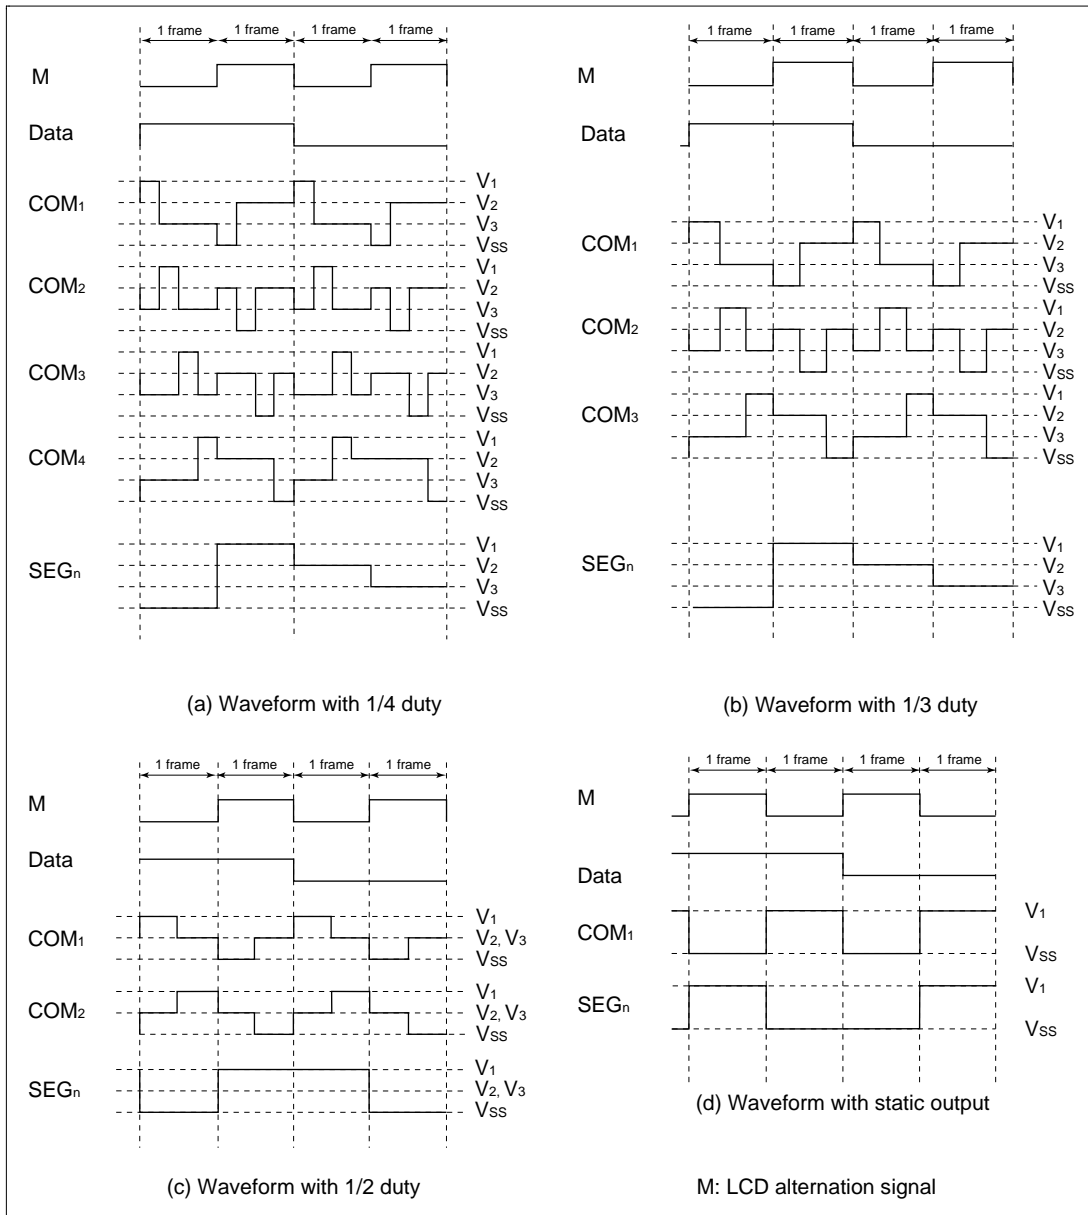 1 frame 1 frame 1 frame 1 frame
M
Data
COM1
V1
V2
V3
VSS
COM2
V1
V2
V3
VSS
COM3
V1
V2
V3
VSS
COM4
V1
V2
V3
VSS
SEGn
V1
V2
V3
VSS
(a) Waveform with 1/4 duty
1 frame 1 frame 1 frame 1 frame
M
Data
COM1
V1
V2
V3
VSS
COM2
V1
V2
V3
VSS
COM3
V1
V2
V3
VSS
SEGn
V1
V2
V3
VSS
(b) Waveform with 1/3 duty
1 frame 1 frame 1 frame 1 frame
M
Data
COM1
V1
V2, V3
VSS
COM2
V1
V2, V3
VSS
SEGn
V1
V2, V3
VSS
(c) Waveform with 1/2 duty
1 frame 1 frame 1 frame 1 frame
M
Data
COM1
V1
VSS
SEGn
V1
VSS
(d) Waveform with static output
M: LCD alternation signal